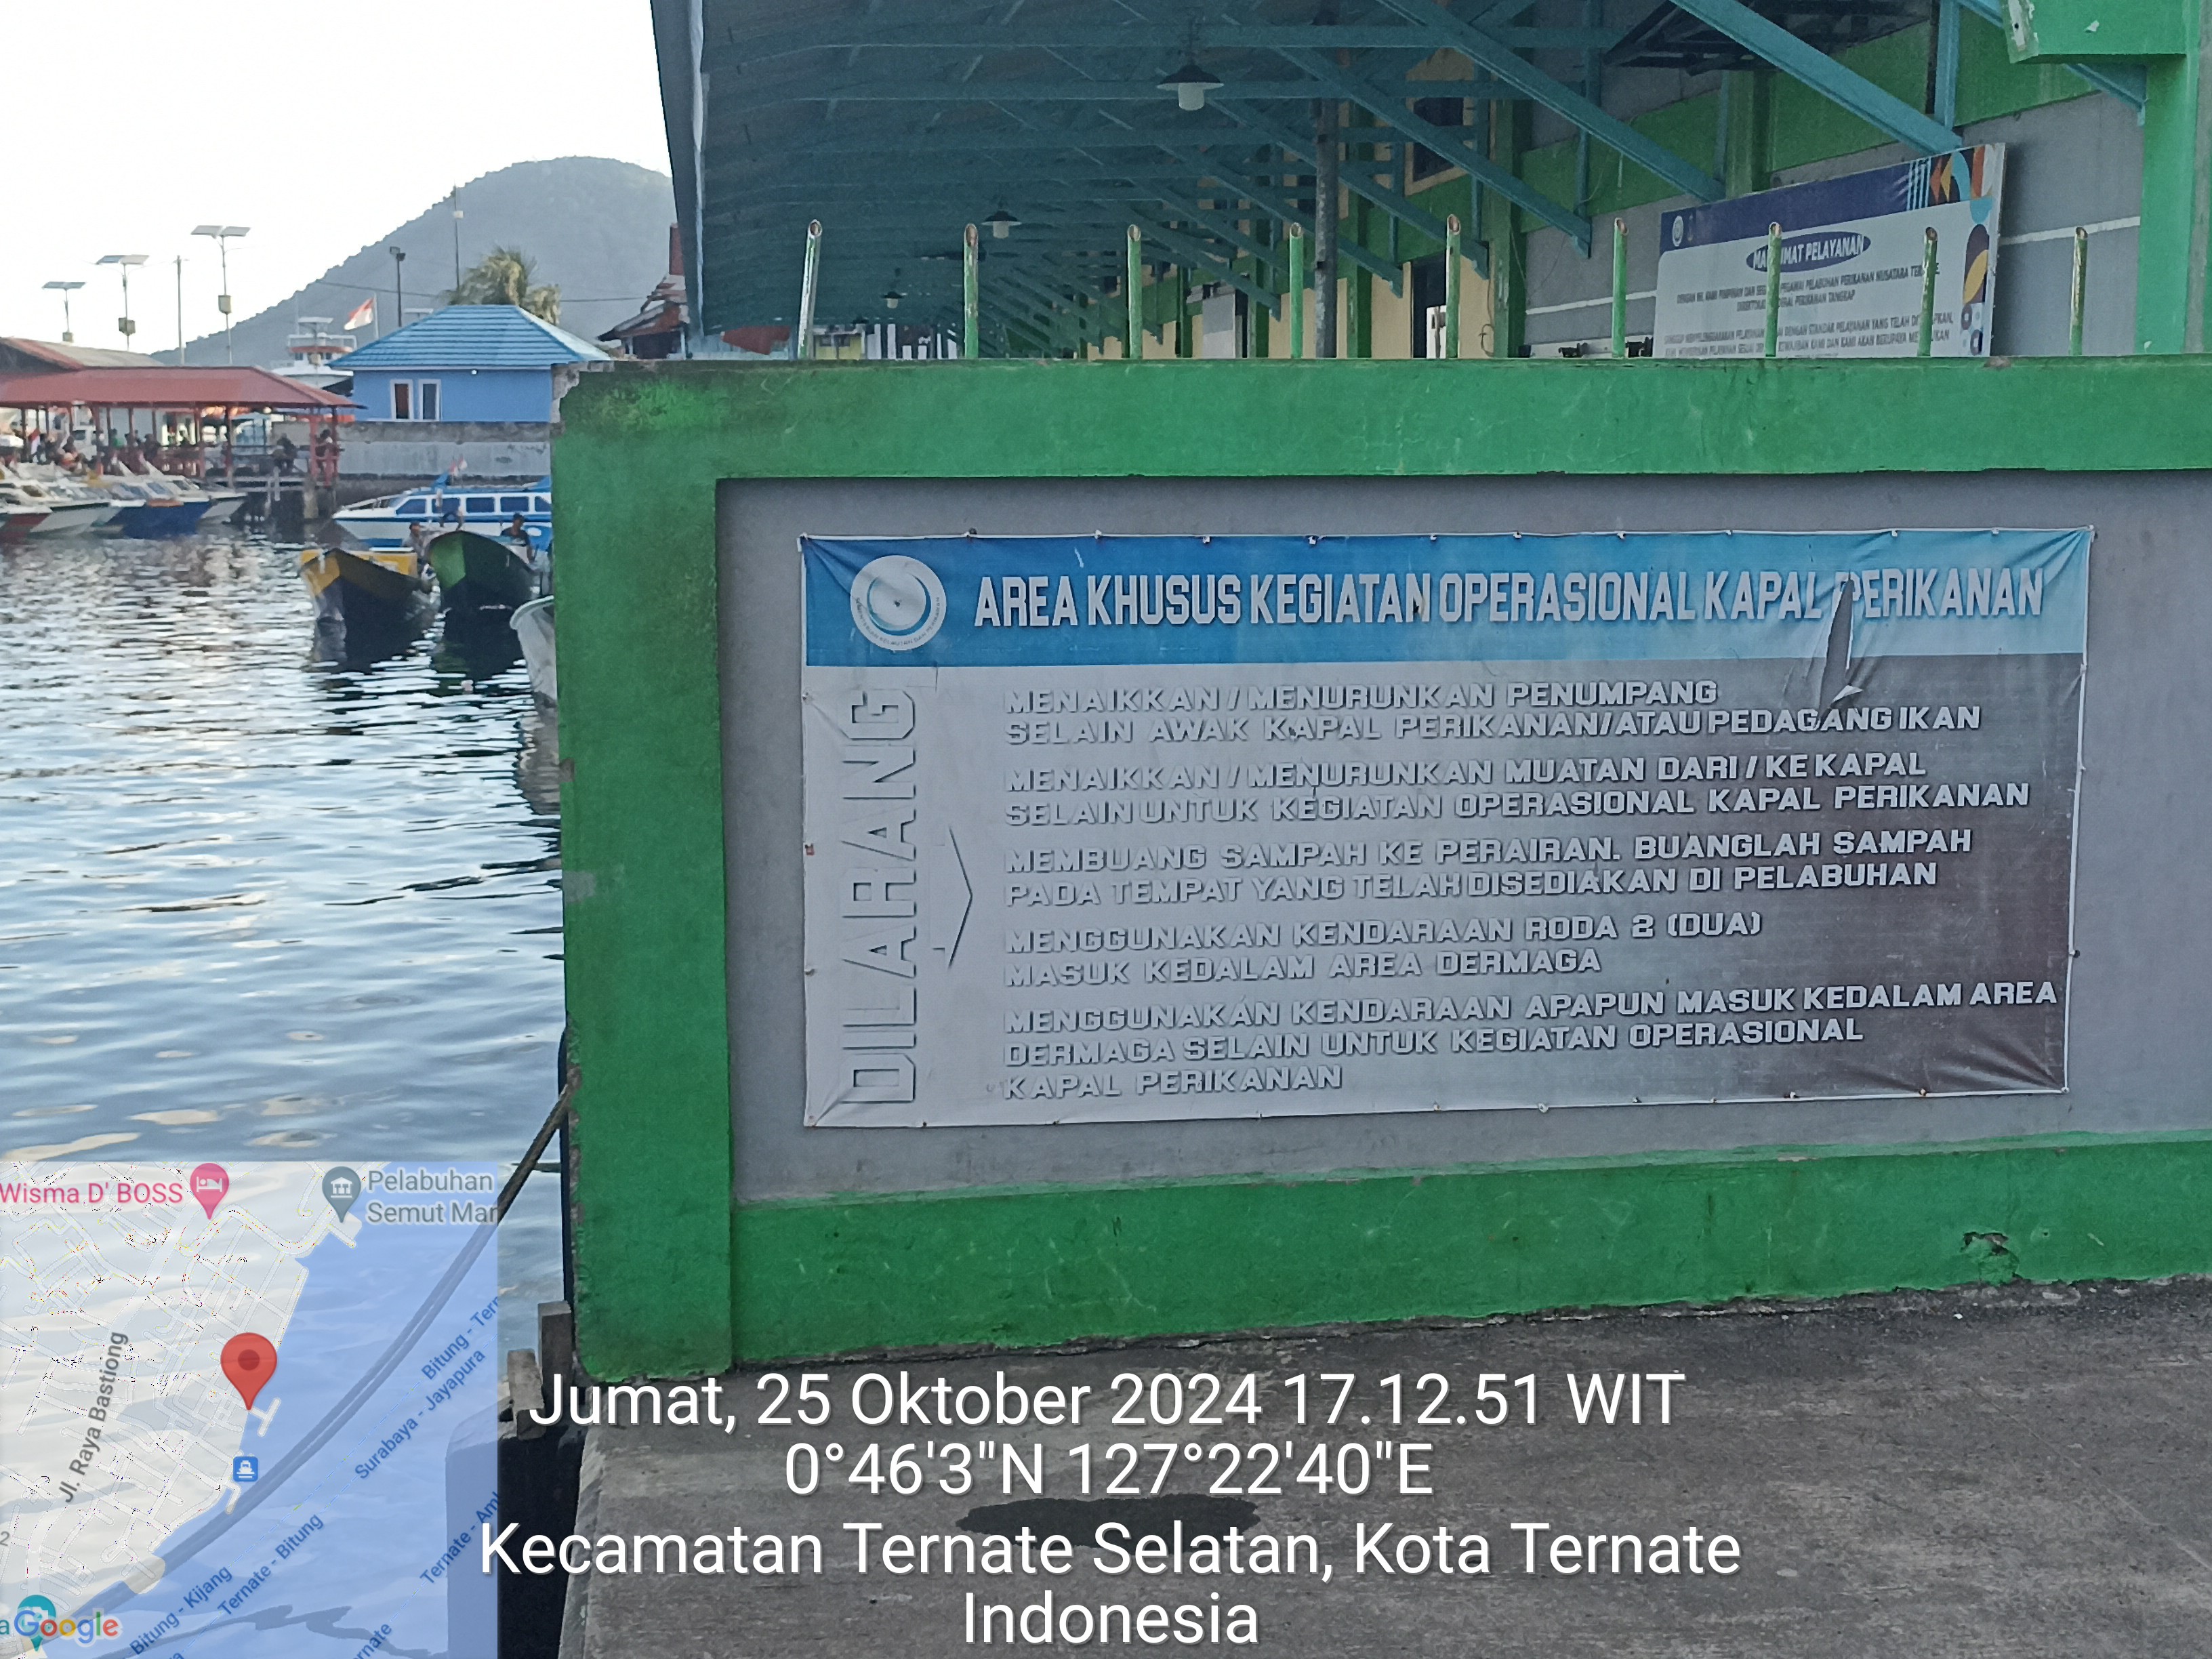 MAKLUMAT PELAYANAN
AREA KHUSUS KEGIATAN OPERASIONAL KAPAL PERIKANAN
DILARANG
MENAIKKAN / MENURUNKAN PENUMPANG
SELAIN AWAK KAPAL PERIKANAN/ATAU PEDAGANG IKAN
MENAIKKAN / MENURUNKAN MUATAN DARI / KE KAPAL
SELAIN UNTUK KEGIATAN OPERASIONAL KAPAL PERIKANAN
MEMBUANG SAMPAH KE PERAIRAN. BUANGLAH SAMPAH
PADA TEMPAT YANG TELAH DISEDIAKAN DI PELABUHAN
MENGGUNAKAN KENDARAAN RODA 2 (DUA)
MASUK KEDALAM AREA DERMAGA
MENGGUNAKAN KENDARAAN APAPUN MASUK KEDALAM AREA
DERMAGA SELAIN UNTUK KEGIATAN OPERASIONAL
KAPAL PERIKANAN
Wisma D' BOSS
Pelabuhan
Semut Mar
Jl. Raya Bastiong
Bitung - Tern
Surabaya - Jayapura
Ternate - Bitung
Ternate - Amb
Bitung - Kijang
Google
Jumat, 25 Oktober 2024 17.12.51 WIT
0°46'3"N 127°22'40"E
Kecamatan Ternate Selatan, Kota Ternate
Indonesia